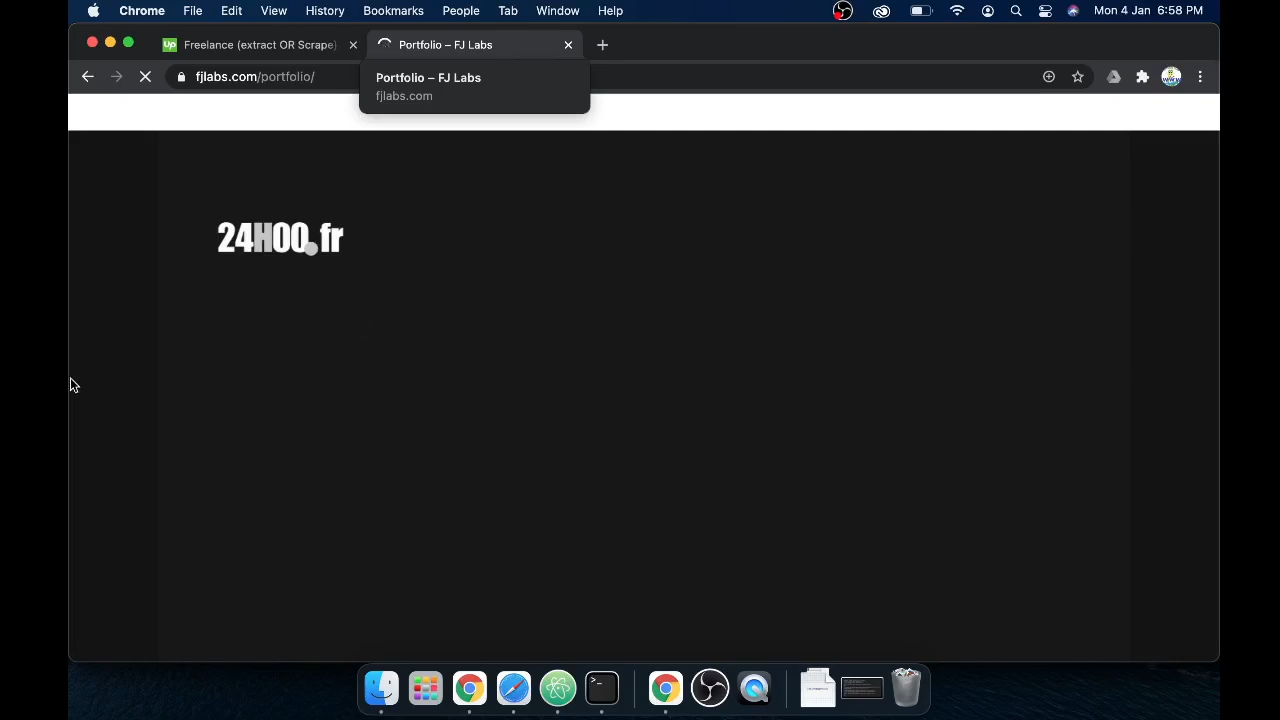 Chrome File Edit View History Bookmarks People Tab Window Help Mon 4 Jan 6:58 PM
Up Freelance (extract OR Scrape) Portfolio – FJ Labs
fjlabs.com/portfolio/
Portfolio – FJ Labs
fjlabs.com
24H00.fr